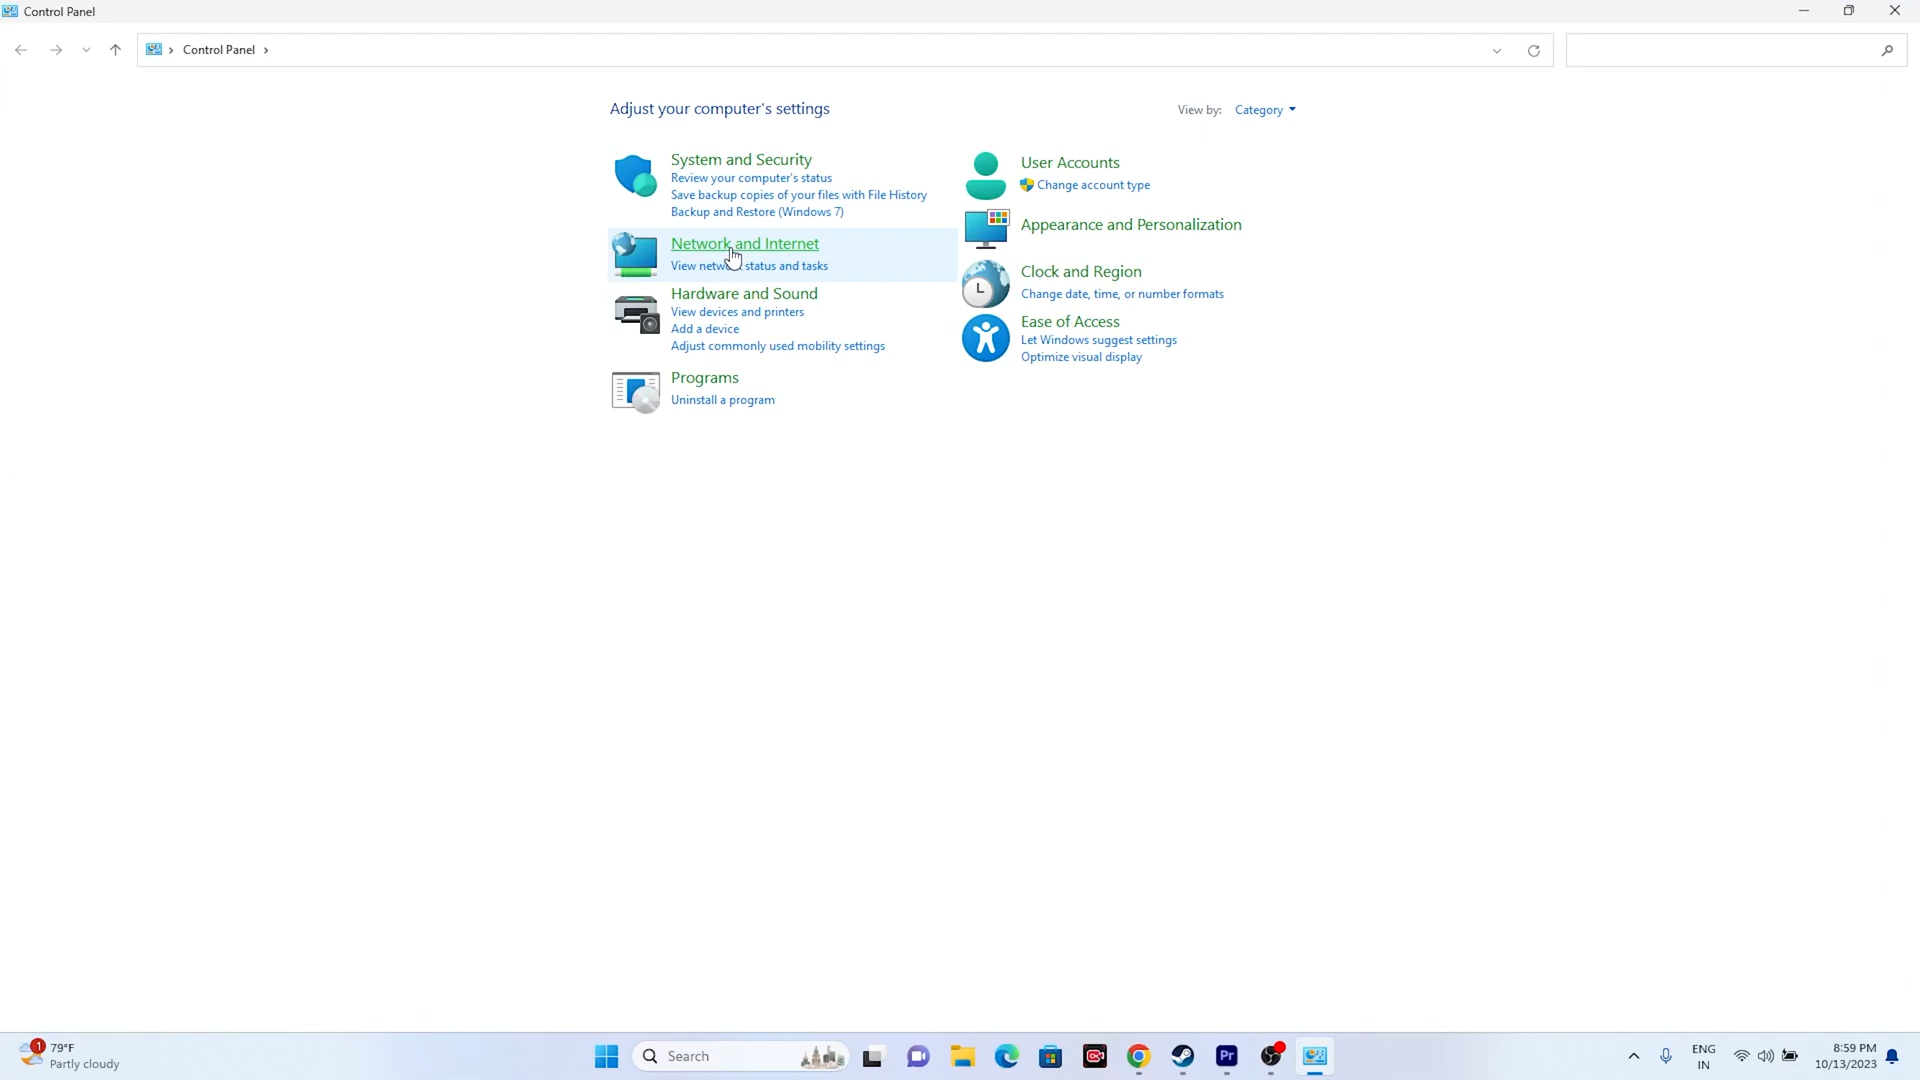 Control Panel
Control Panel
Adjust your computer's settings
View by: Category
System and Security
Review your computer's status
Save backup copies of your files with File History
Backup and Restore (Windows 7)
Network and Internet
View network status and tasks
Hardware and Sound
View devices and printers
Add a device
Adjust commonly used mobility settings
Programs
Uninstall a program
User Accounts
Change account type
Appearance and Personalization
Clock and Region
Change date, time, or number formats
Ease of Access
Let Windows suggest settings
Optimize visual display
1
79°F
Partly cloudy
Search
Pr
ENG
IN
8:59 PM
10/13/2023